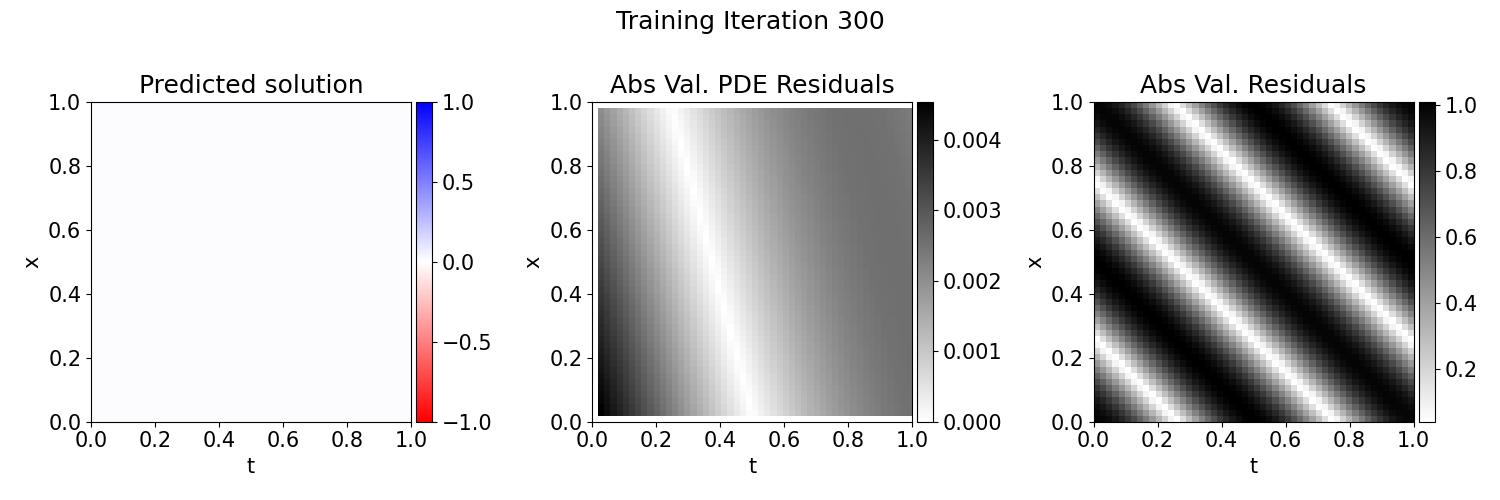 Training Iteration 300
Predicted solution
Abs Val. PDE Residuals
Abs Val. Residuals
1.0
0.8
0.6
0.4
0.2
0.0
x
0.0 0.2 0.4 0.6 0.8 1.0
t
1.0
0.5
0.0
−0.5
−1.0
1.0
0.8
0.6
0.4
0.2
0.0
x
0.0 0.2 0.4 0.6 0.8 1.0
t
0.004
0.003
0.002
0.001
0.000
1.0
0.8
0.6
0.4
0.2
0.0
x
0.0 0.2 0.4 0.6 0.8 1.0
t
1.0
0.8
0.6
0.4
0.2